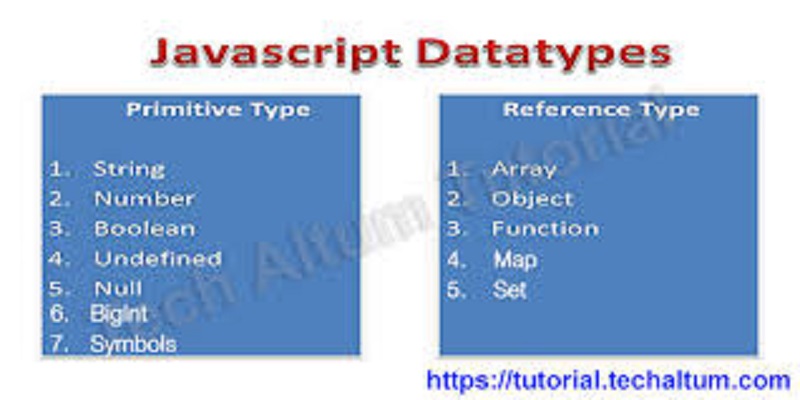 Javascript Datatypes
Primitive Type
1. String
2. Number
3. Boolean
4. Undefined
5. Null
6. BigInt
7. Symbols
Reference Type
1. Array
2. Object
3. Function
4. Map
5. Set
Tech Altum Tutorial
https://tutorial.techaltum.com